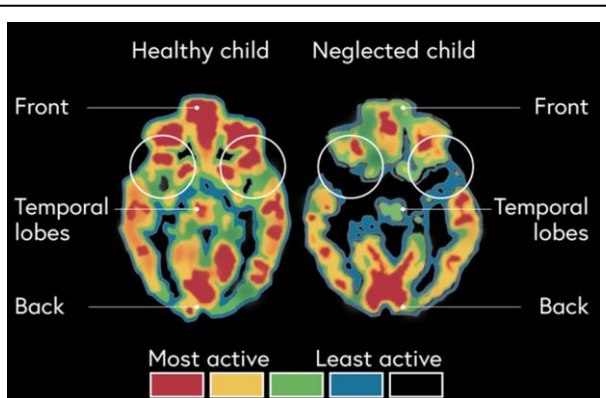 Healthy child Neglected child
Front Front
Temporal Temporal
lobes lobes
Back Back
Most active Least active